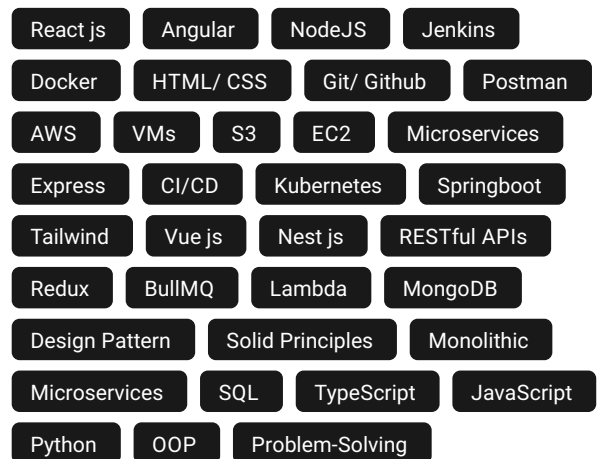 React js Angular NodeJS Jenkins
Docker HTML/ CSS Git/ Github Postman
AWS VMs S3 EC2 Microservices
Express CI/CD Kubernetes Springboot
Tailwind Vue js Nest js RESTful APIs
Redux BullMQ Lambda MongoDB
Design Pattern Solid Principles Monolithic
Microservices SQL TypeScript JavaScript
Python OOP Problem-Solving